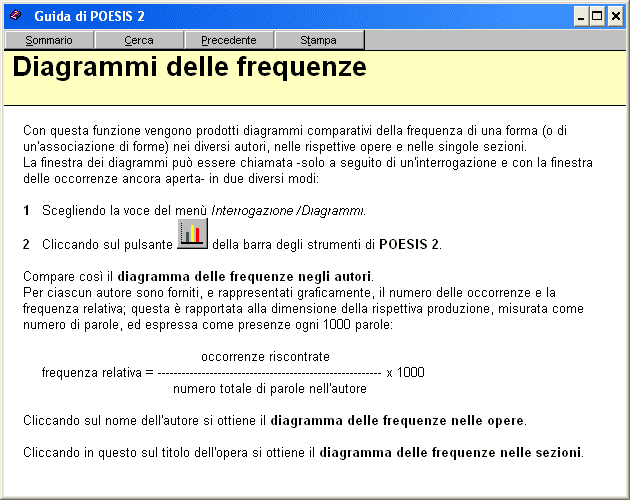 Guida di POESIS 2
Sommario Cerca Precedente Stampa
Diagrammi delle frequenze
Con questa funzione vengono prodotti diagrammi comparativi della frequenza di una forma (o di
un'associazione di forme) nei diversi autori, nelle rispettive opere e nelle singole sezioni.
La finestra dei diagrammi può essere chiamata -solo a seguito di un'interrogazione e con la finestra
delle occorrenze ancora aperta- in due diversi modi:
1 Scegliendo la voce del menù Interrogazione /Diagrammi.
2 Cliccando sul pulsante della barra degli strumenti di POESIS 2.
Compare così il diagramma delle frequenze negli autori.
Per ciascun autore sono forniti, e rappresentati graficamente, il numero delle occorrenze e la
frequenza relativa; questa è rapportata alla dimensione della rispettiva produzione, misurata come
numero di parole, ed espressa come presenze ogni 1000 parole:
occorrenze riscontrate
frequenza relativa = -------------------------------------------------------- x 1000
numero totale di parole nell'autore
Cliccando sul nome dell'autore si ottiene il diagramma delle frequenze nelle opere.
Cliccando in questo sul titolo dell'opera si ottiene il diagramma delle frequenze nelle sezioni.